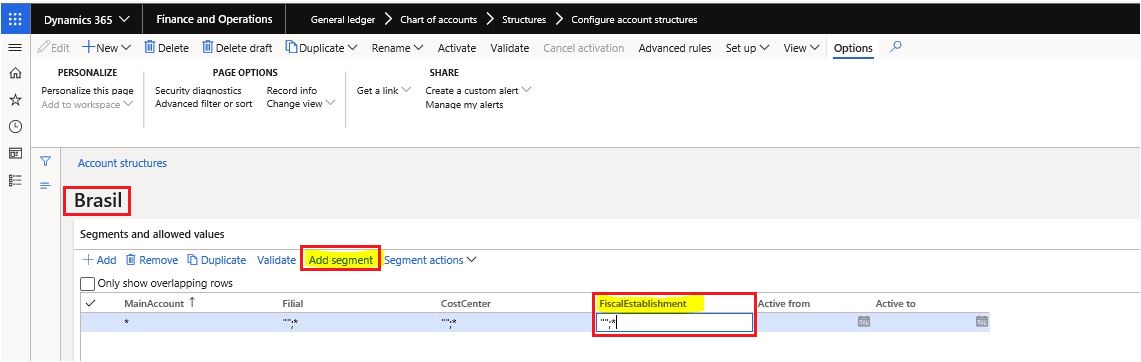 Dynamics 365 Finance and Operations General ledger Chart of accounts Structures Configure account structures
Edit New Delete Delete draft Duplicate Rename Activate Validate Cancel activation Advanced rules Set up View Options
PERSONALIZE PAGE OPTIONS SHARE
Personalize this page Security diagnostics Record info Get a link Create a custom alert
Add to workspace Advanced filter or sort Change view Manage my alerts
Account structures
Brasil
Segments and allowed values
Add Remove Duplicate Validate Add segment Segment actions
Only show overlapping rows
MainAccount FiliaI CostCenter FiscalEstablishment Active from Active to
* "";* "";* "";*